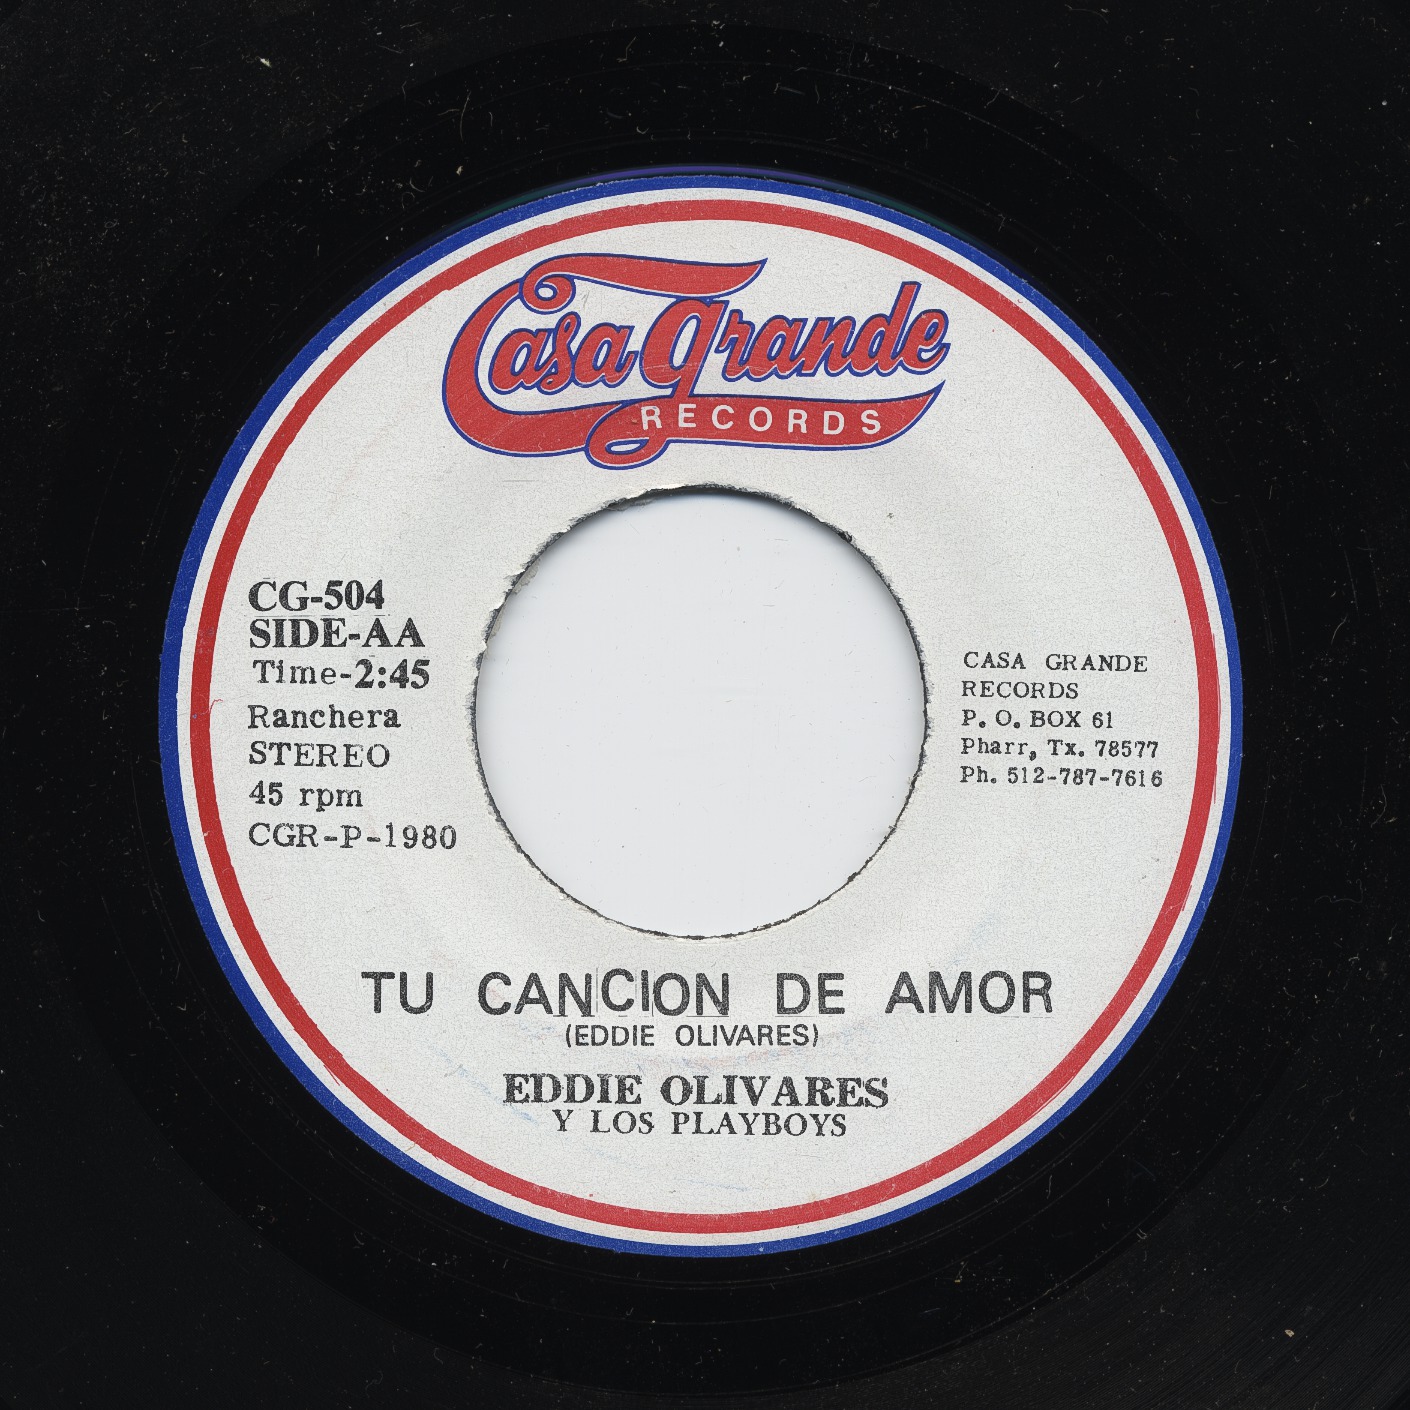 Casa Grande
RECORDS
CG-504
SIDE-AA
Time-2:45
Ranchera
STEREO
45 rpm
CGR-P-1980
CASA GRANDE
RECORDS
P. O. BOX 61
Pharr, Tx. 78577
Ph. 512-787-7616
TU CANCION DE AMOR
(EDDIE OLIVARES)
EDDIE OLIVARES
Y LOS PLAYBOYS